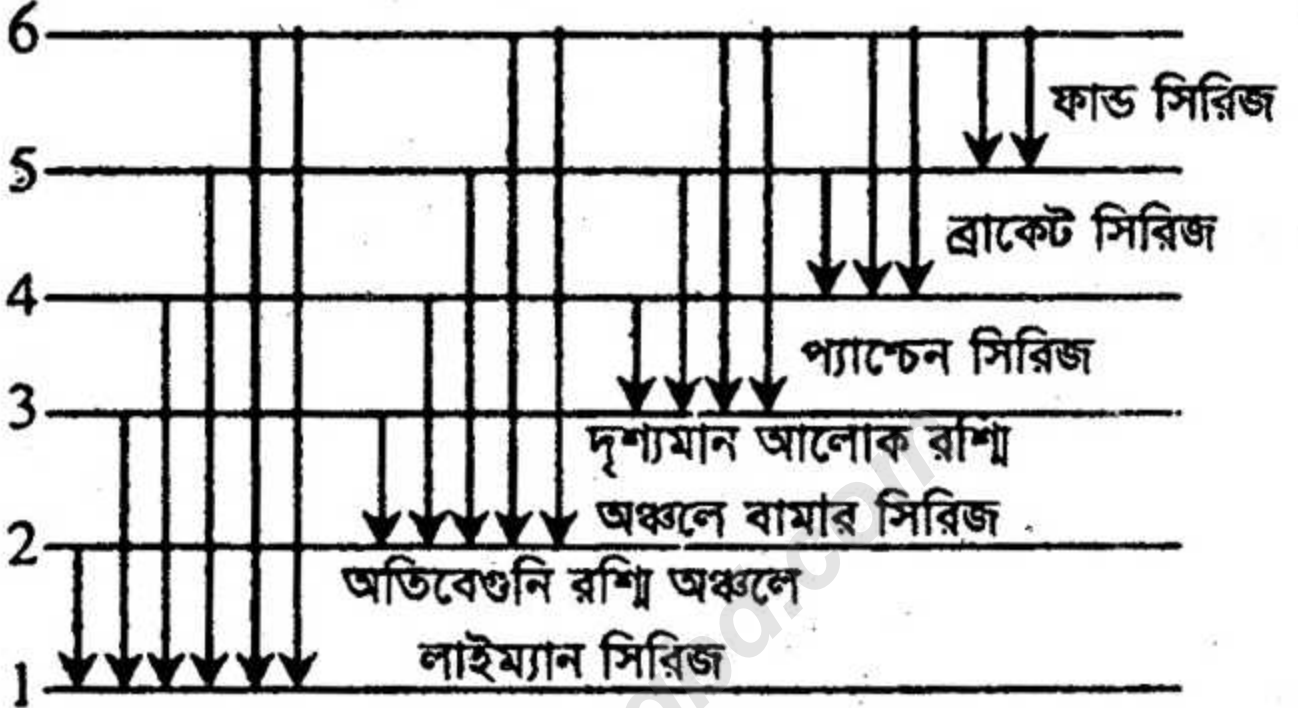 6
ফান্ড সিরিজ
5
ব্রাকেট সিরিজ
4
প্যাশ্চেন সিরিজ
3
দৃশ্যমান আলোক রশ্মি
অঞ্চলে বামার সিরিজ
2
অতিবেগুনি রশ্মি অঞ্চলে
লাইম্যান সিরিজ
1